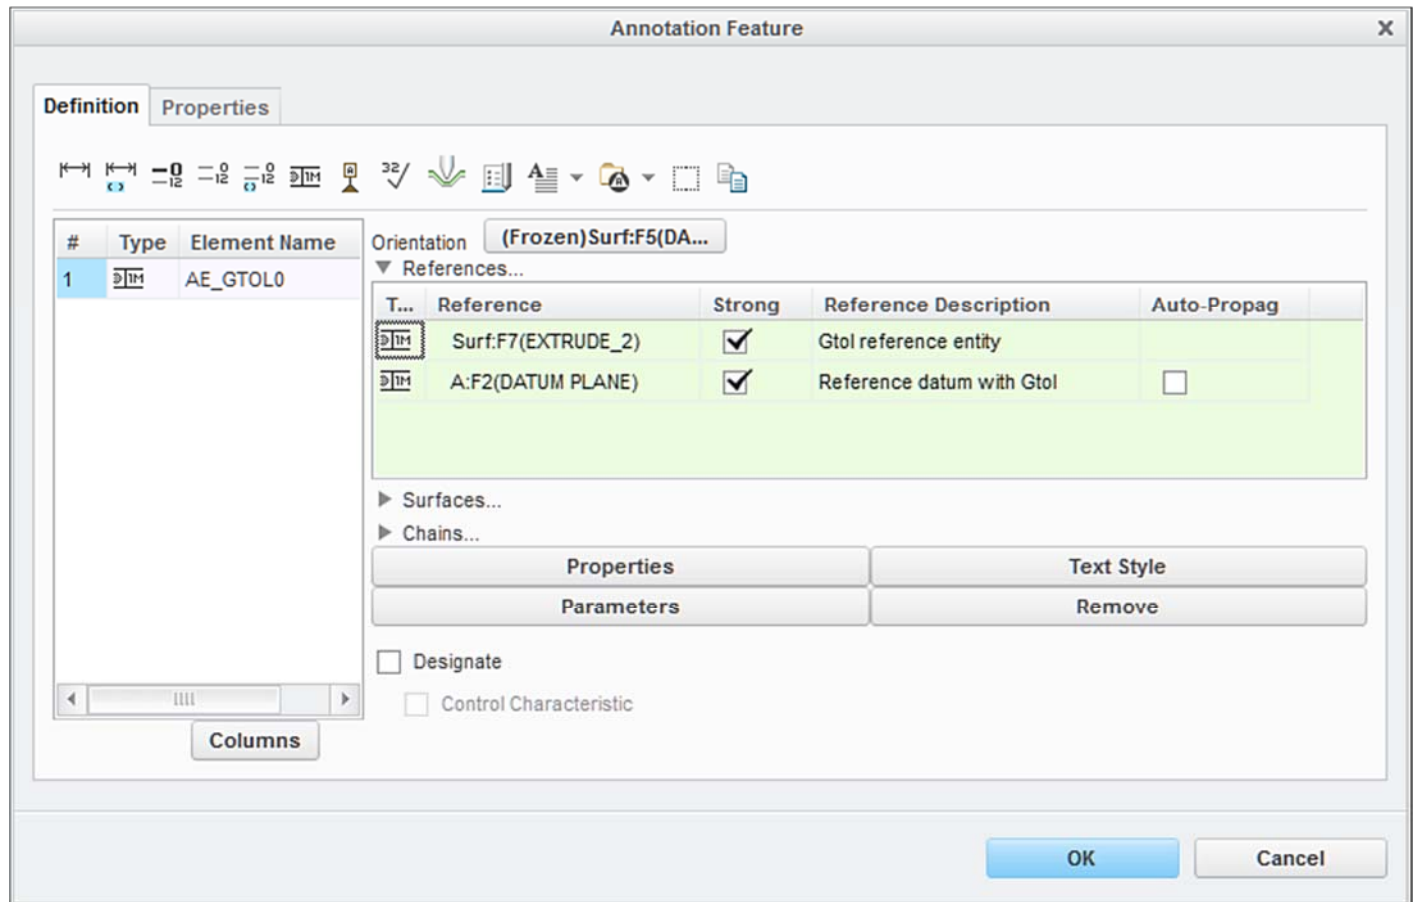 Annotation Feature X
Definition Properties
# Type Element Name
1 AE_GTOL0
Orientation (Frozen)Surf:F5(DA...
References...
T... Reference Strong Reference Description Auto-Propag
Surf:F7(EXTRUDE_2) Gtol reference entity
A:F2(DATUM PLANE) Reference datum with Gtol
Surfaces...
Chains...
Properties Text Style
Parameters Remove
Designate
Control Characteristic
Columns
OK Cancel